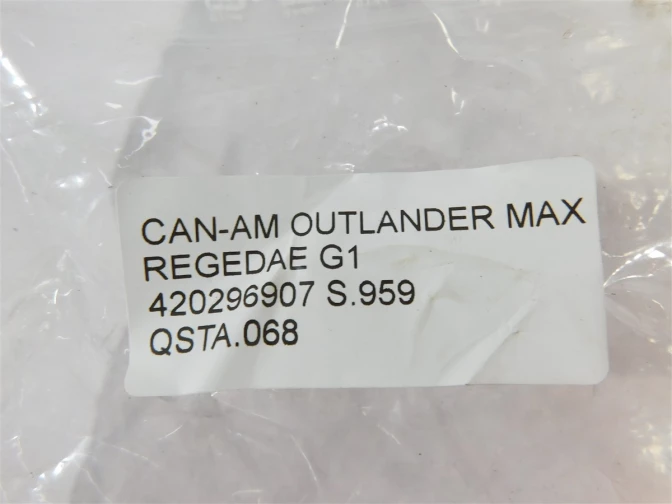 CAN-AM OUTLANDER MAX
REGEDAE G1
420296907 S.959
QSTA.068